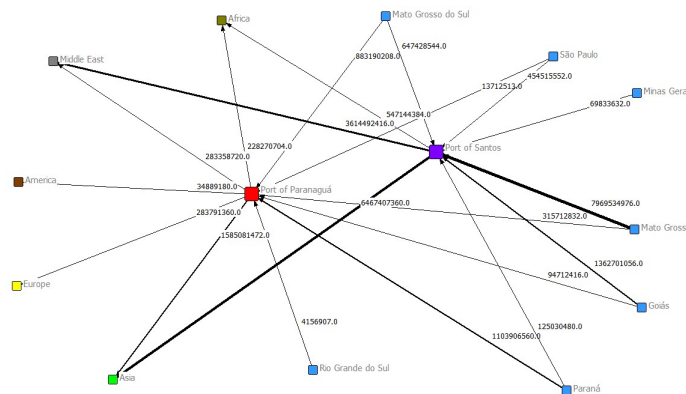 Africa
Mato Grosso do Sul
647428544.0
883190208.0
São Paulo
Middle East
454515552.0
13712513.0
Minas Gera
69833632.0
547144384.0
3614492416.0
228270704.0
Port of Santos
283358720.0
America
34889180.0
Port of Paranaguá
6467407360.0
7969534976.0
283791360.0
315712832.0
Mato Gross
1585081472.0
1362701056.0
94712416.0
Europe
Goiás
4156907.0
125030480.0
1103906560.0
Rio Grande do Sul
Asia
Paraná